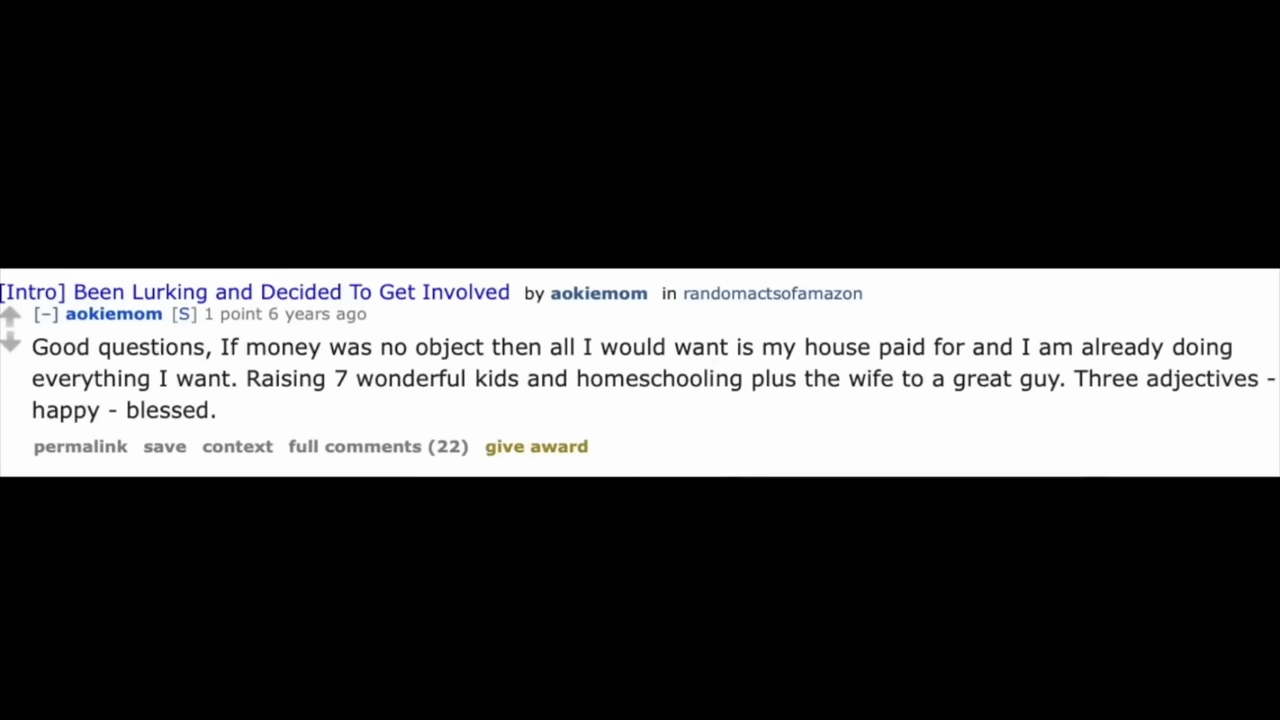 [Intro] Been Lurking and Decided To Get Involved by aokiemom in randomactsofamazon
[–] aokiemom [S] 1 point 6 years ago
Good questions, If money was no object then all I would want is my house paid for and I am already doing
everything I want. Raising 7 wonderful kids and homeschooling plus the wife to a great guy. Three adjectives -
happy - blessed.
permalink save context full comments (22) give award